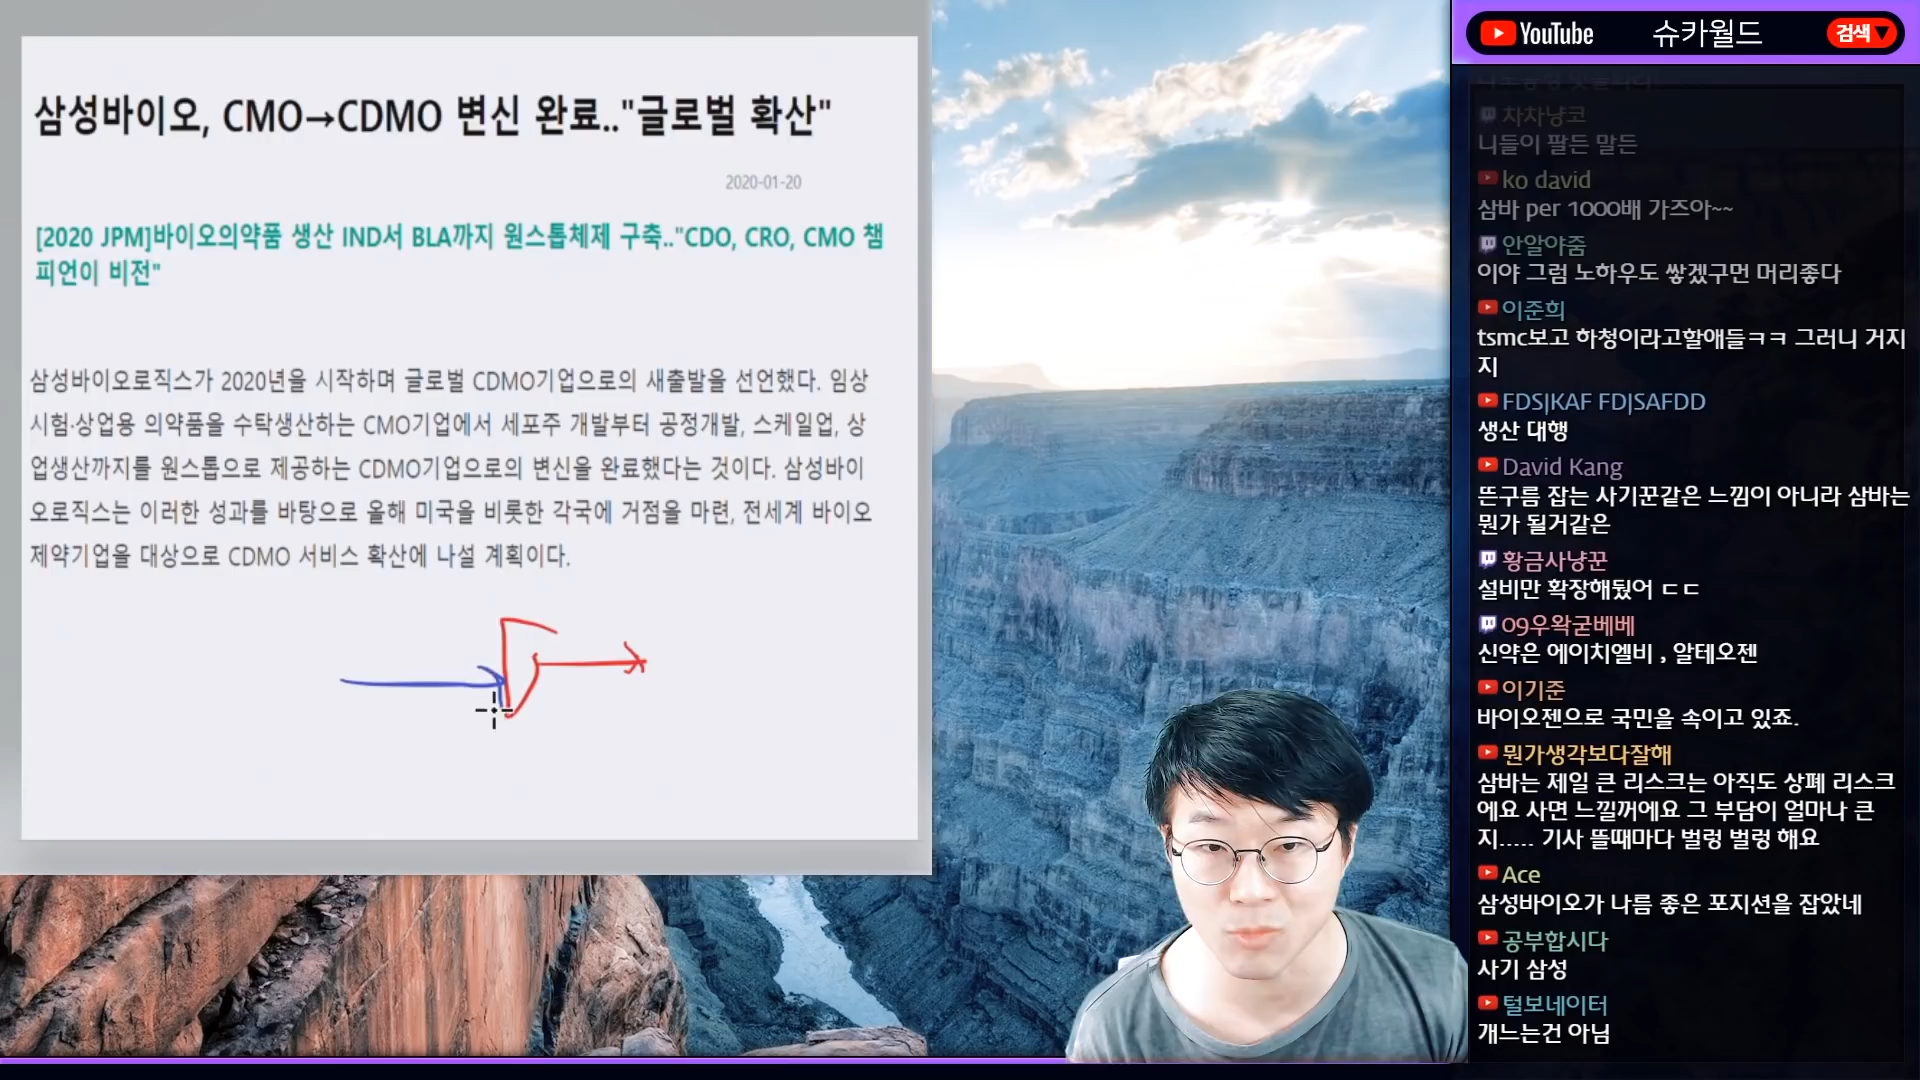 삼성바이오, CMO→CDMO 변신 완료.."글로벌 확산"
2020-01-20
[2020 JPM]바이오의약품 생산 IND서 BLA까지 원스톱체제 구축.."CDO, CRO, CMO 챔
피언이 비전"
삼성바이오로직스가 2020년을 시작하며 글로벌 CDMO기업으로의 새출발을 선언했다. 임상
시험·상업용 의약품을 수탁생산하는 CMO기업에서 세포주 개발부터 공정개발, 스케일업, 상
업생산까지를 원스톱으로 제공하는 CDMO기업으로의 변신을 완료했다는 것이다. 삼성바이
오로직스는 이러한 성과를 바탕으로 올해 미국을 비롯한 각국에 거점을 마련, 전세계 바이오
제약기업을 대상으로 CDMO 서비스 확산에 나설 계획이다.
YouTube 슈카월드 검색▼
차차냥코
니들이 팔든 말든
ko david
삼바 per 1000배 가즈아~~
안알야줌
이야 그럼 노하우도 쌓겠구먼 머리좋다
이준희
tsmc보고 하청이라고할애들ㅋㅋ 그러니 거지
지
FDS|KAF FD|SAFDD
생산 대행
David Kang
뜬구름 잡는 사기꾼같은 느낌이 아니라 삼바는
뭔가 될거같은
황금사냥꾼
설비만 확장해뒀어 ㄷㄷ
09우왁굳베베
신약은 에이치엘비 , 알테오젠
이기준
바이오젠으로 국민을 속이고 있죠.
뭔가생각보다잘해
삼바는 제일 큰 리스크는 아직도 상폐 리스크
에요 사면 느낄꺼에요 그 부담이 얼마나 큰
지..... 기사 뜰때마다 벌렁 벌렁 해요
Ace
삼성바이오가 나름 좋은 포지션을 잡았네
공부합시다
사기 삼성
털보네이터
개느는건 아님